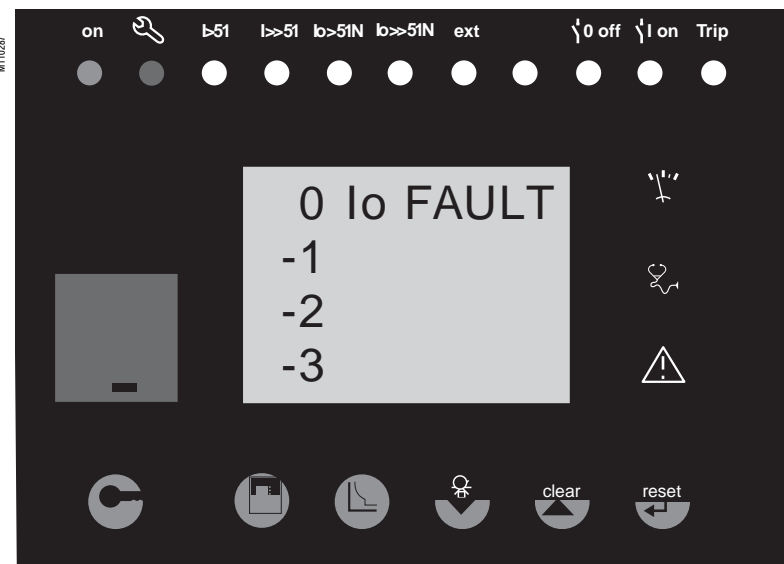 on I>51 I>>51 Io>51N Io>>51N ext 0 off I on Trip
0 Io FAULT
-1
-2
-3
clear reset